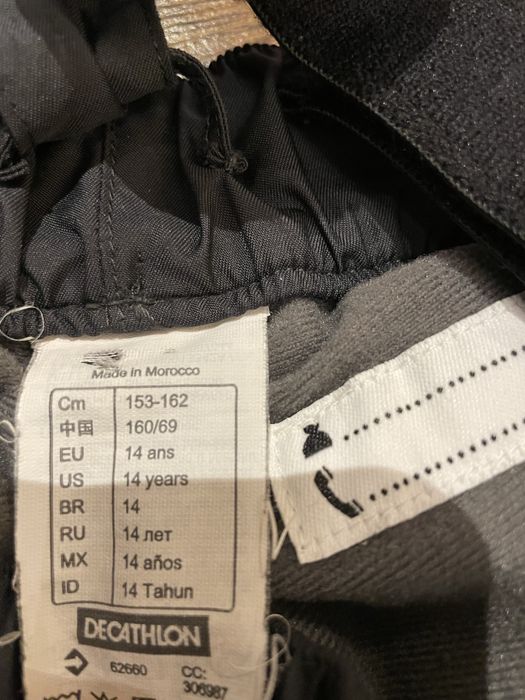 Made in Morocco
Cm 153-162
中国 160/69
EU 14 ans
US 14 years
BR 14
RU 14 лет
MX 14 años
ID 14 Tahun
DECATHLON
62660 CC:
306987